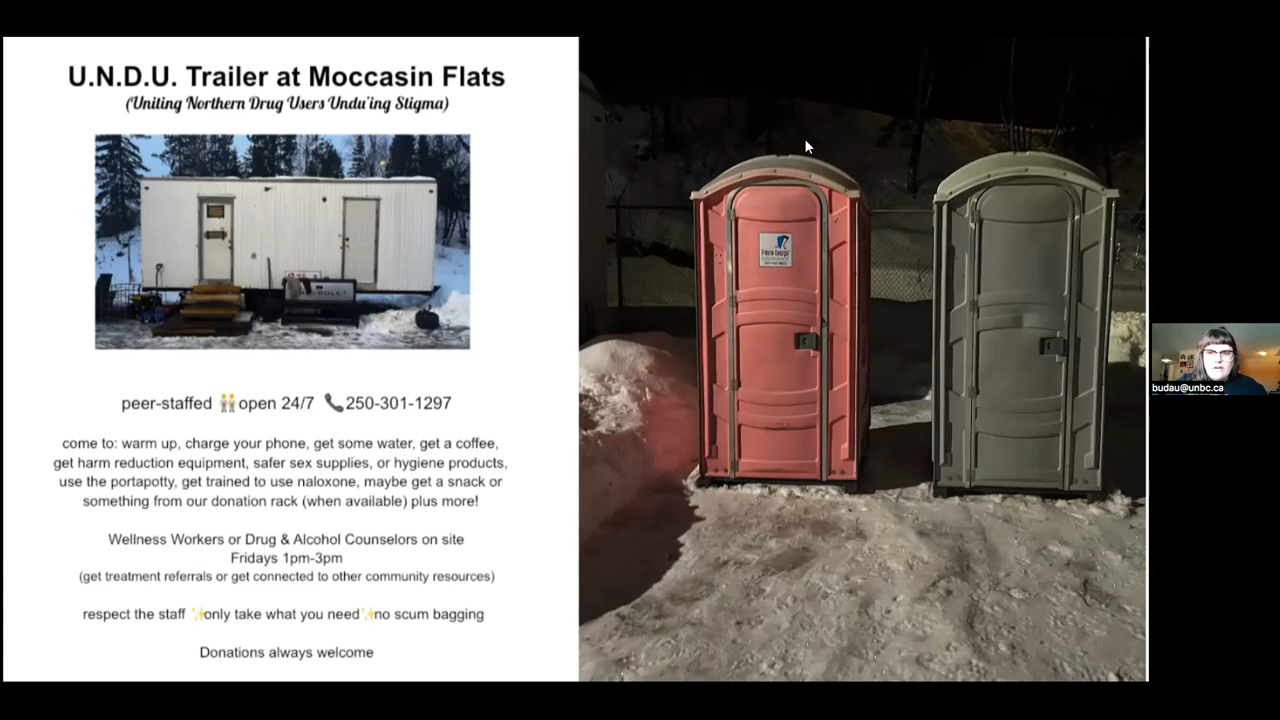 U.N.D.U. Trailer at Moccasin Flats
(Uniting Northern Drug Users Undu'ing Stigma)
peer-staffed 👯open 24/7 📞250-301-1297
come to: warm up, charge your phone, get some water, get a coffee,
get harm reduction equipment, safer sex supplies, or hygiene products,
use the portapotty, get trained to use naloxone, maybe get a snack or
something from our donation rack (when available) plus more!
Wellness Workers or Drug & Alcohol Counselors on site
Fridays 1pm-3pm
(get treatment referrals or get connected to other community resources)
respect the staff ✨only take what you need✨no scum bagging
Donations always welcome
Prince George
budau@unbc.ca